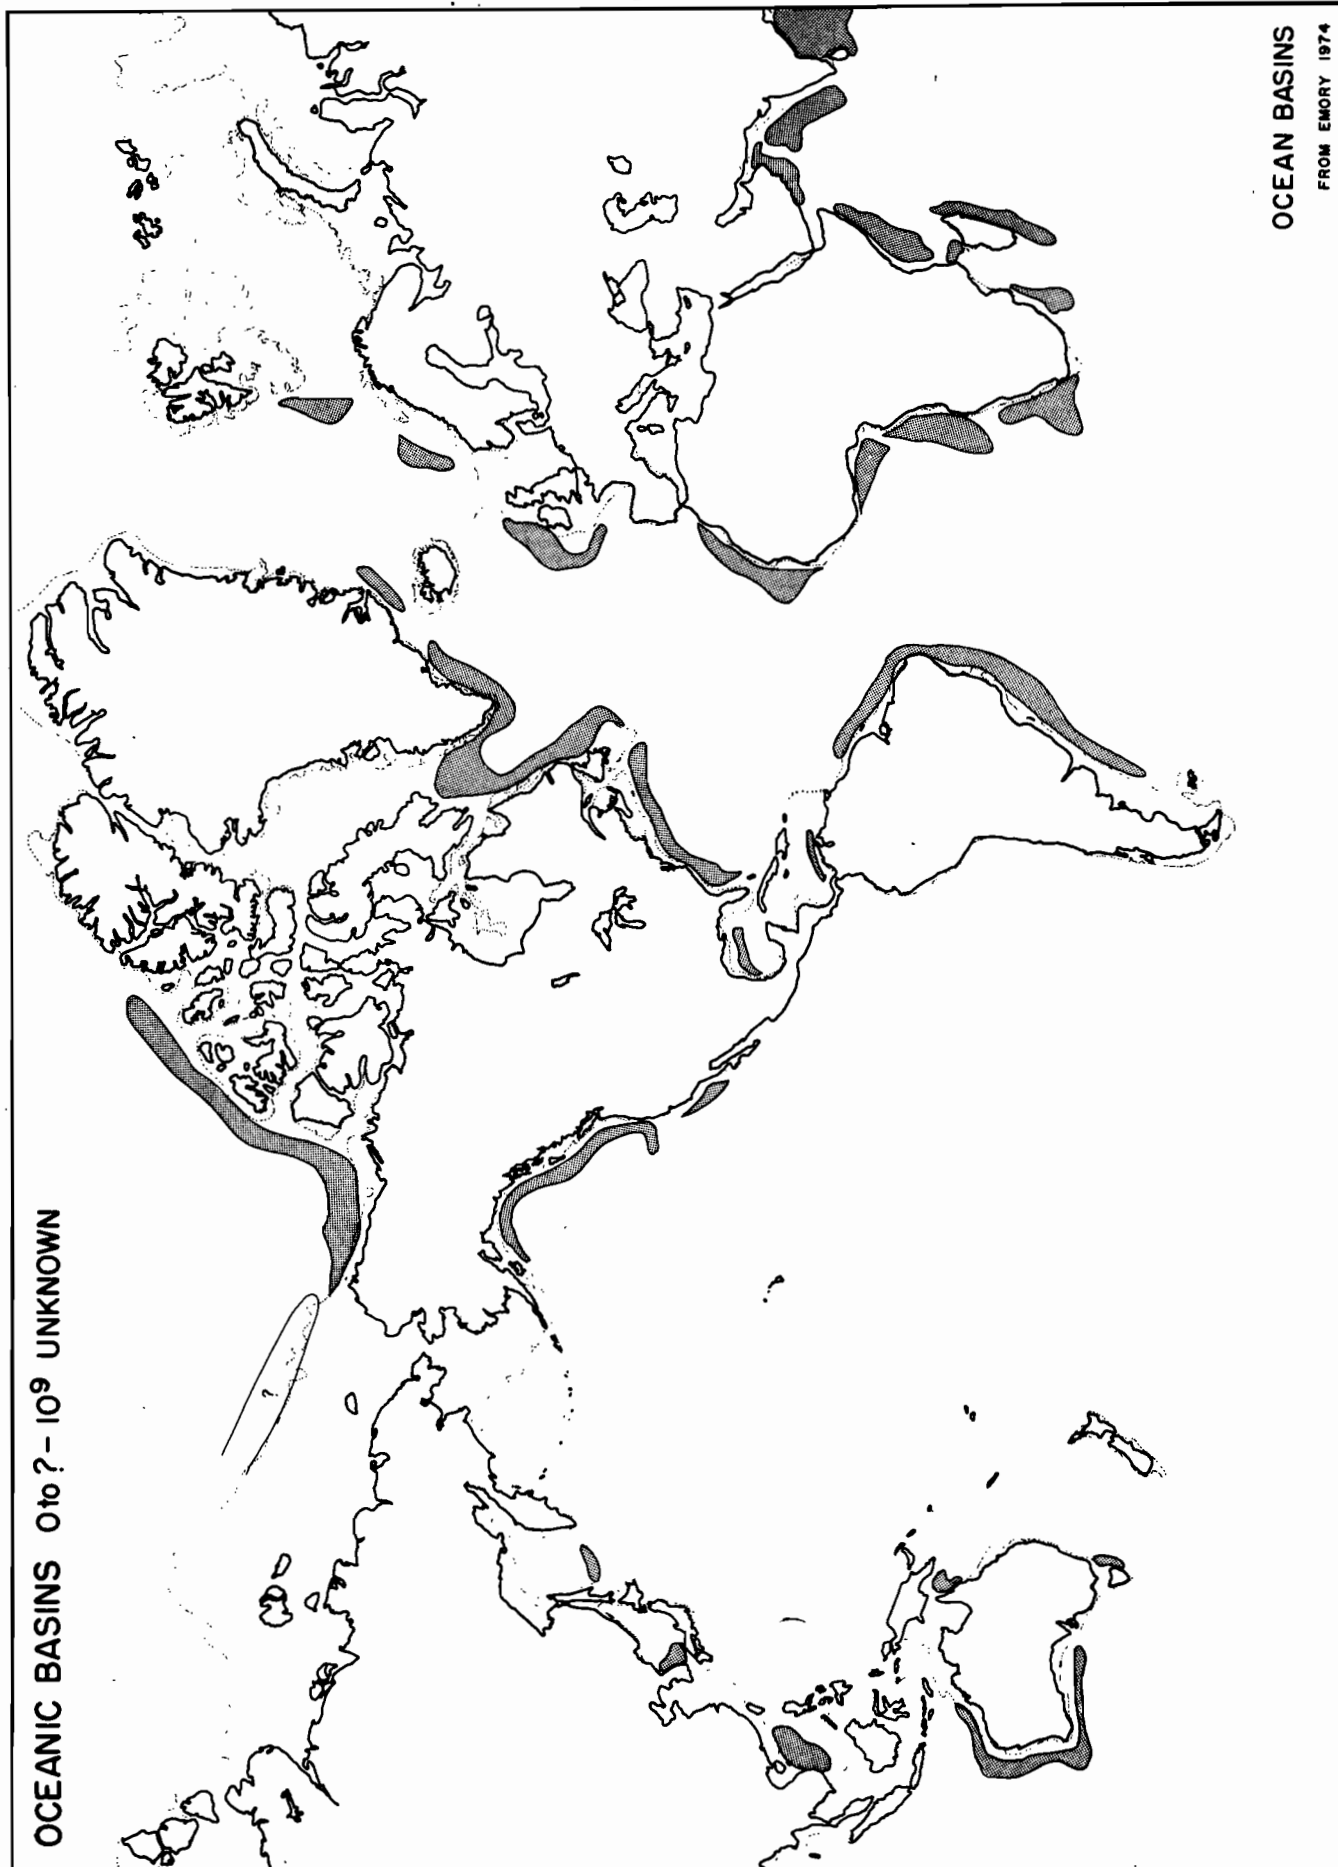 OCEANIC BASINS 0 to ? – 10⁹ UNKNOWN
?
OCEAN BASINS
FROM EMORY 1974